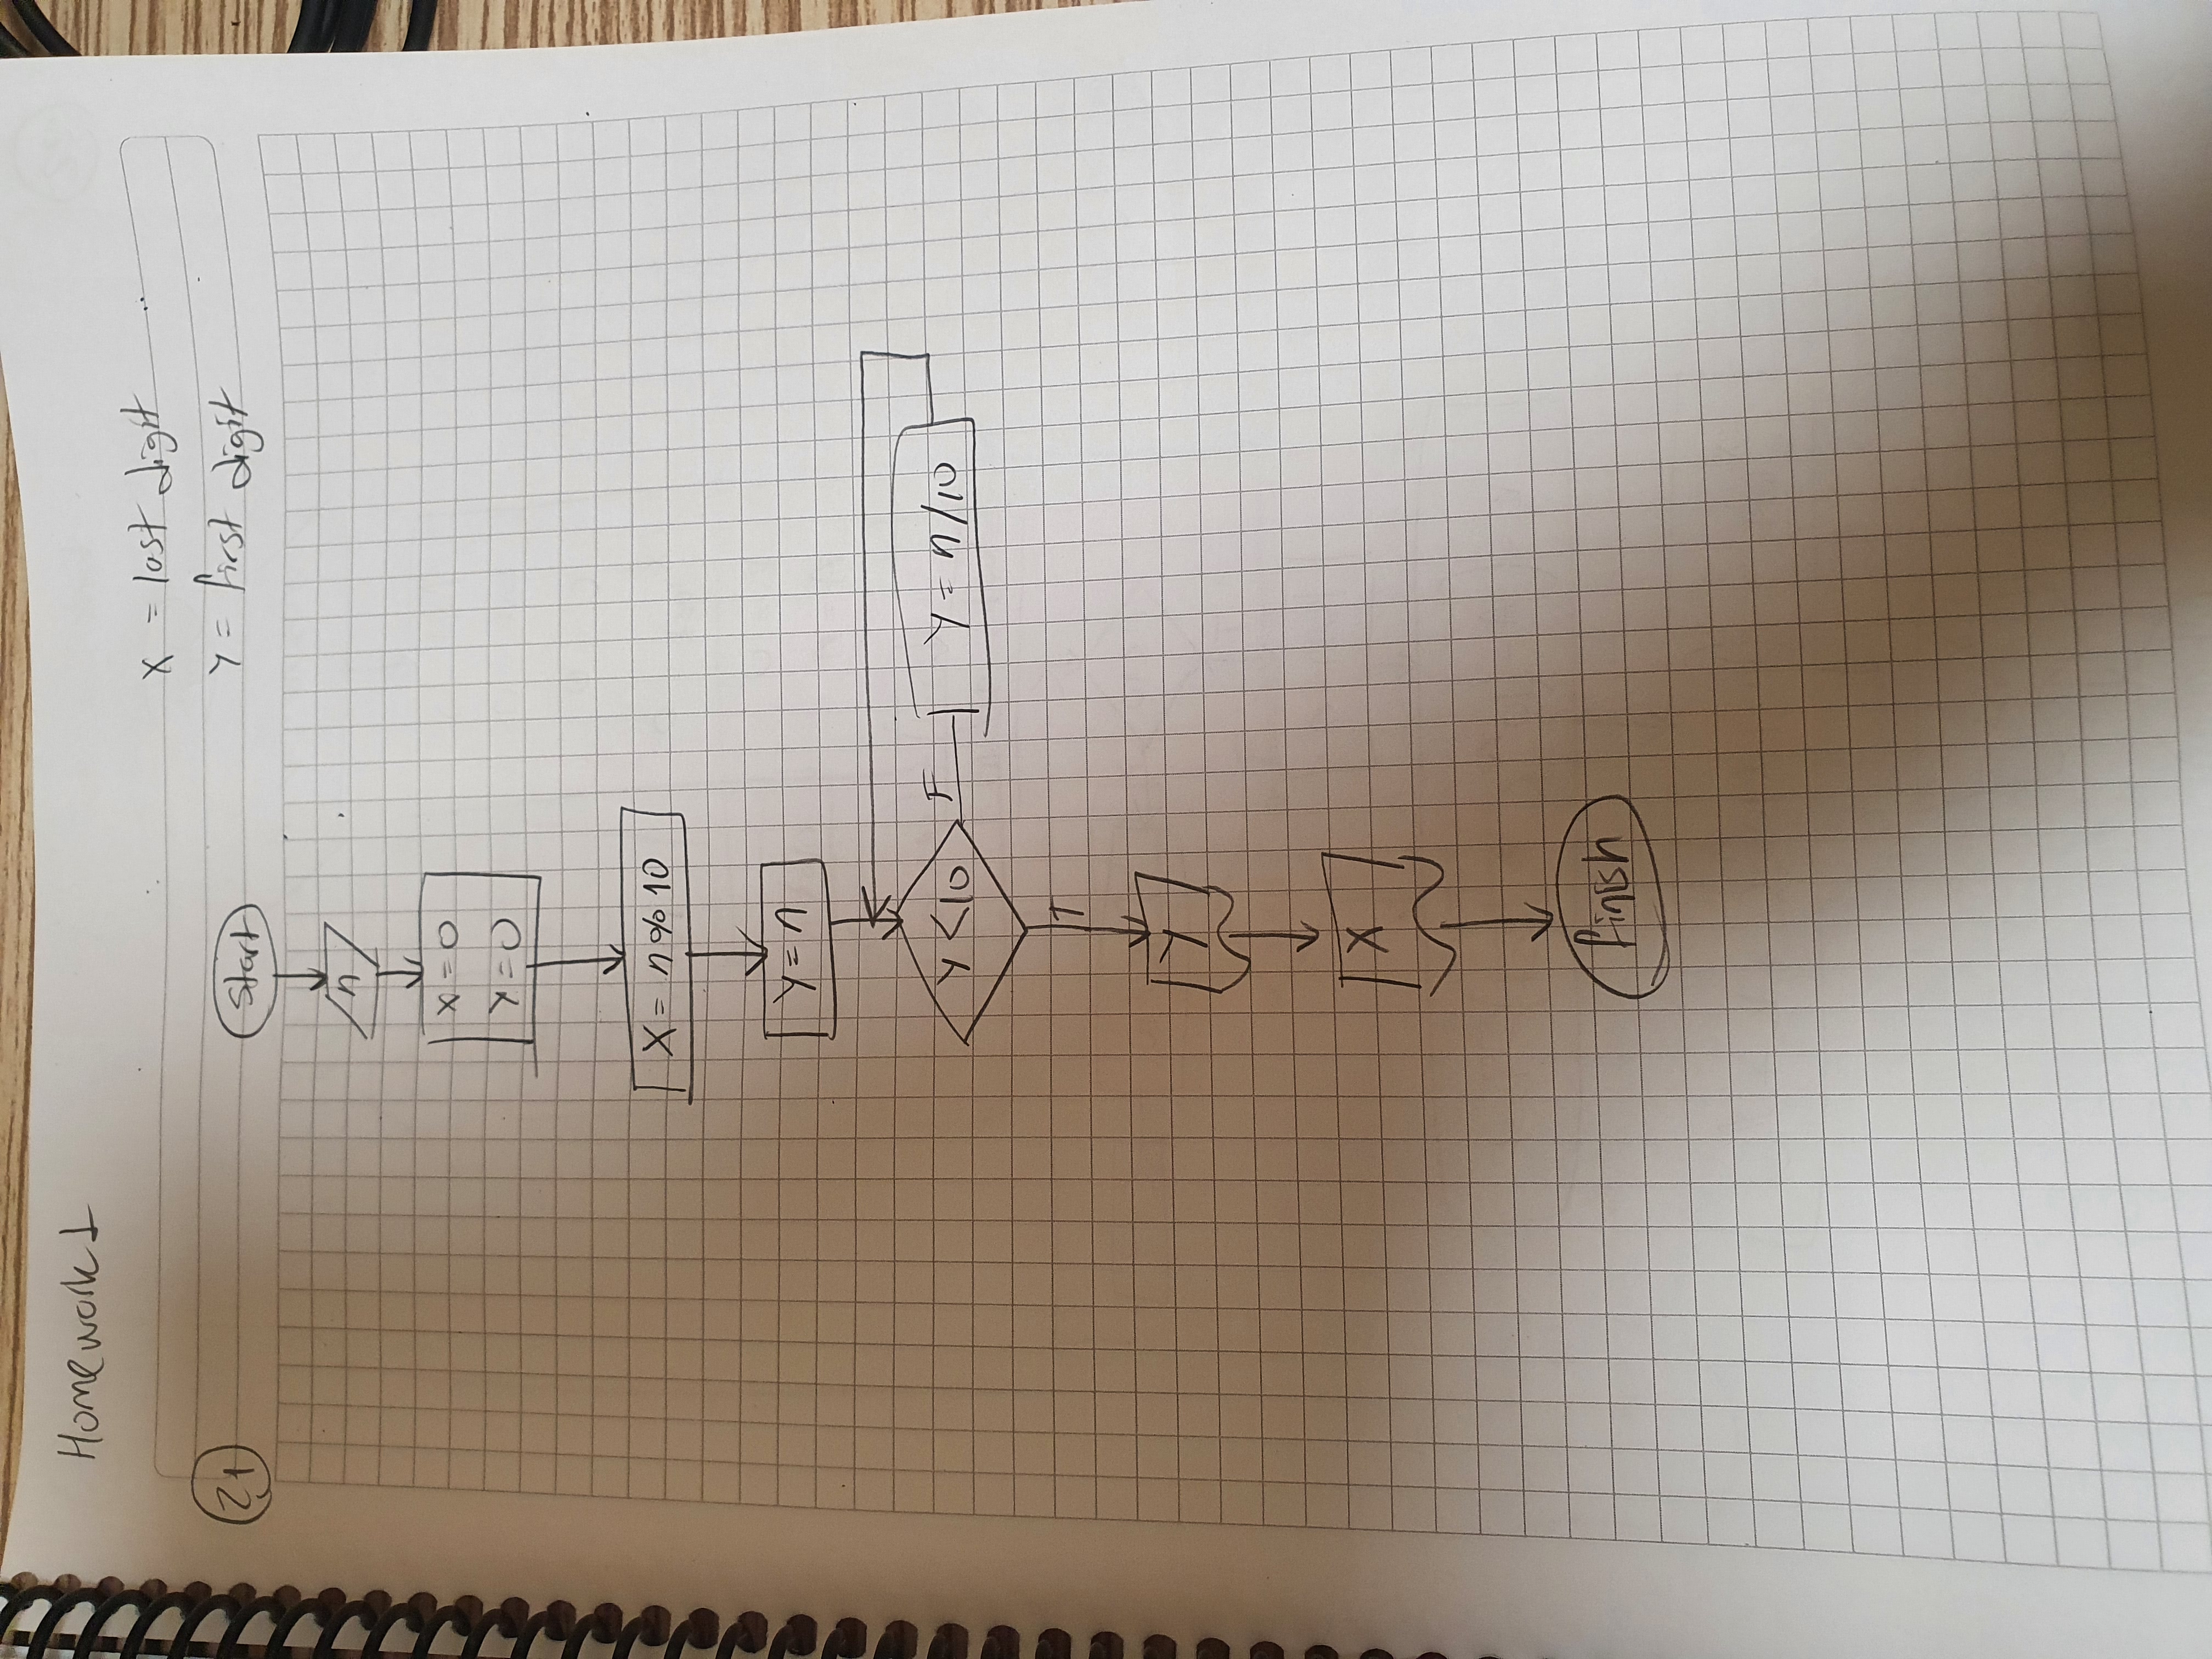 Homework 1
x = last digit
y = first digit
21
Start
n
x = 0
y = 0
X = n % 10
y = n
y < 10
F
y = n/10
T
y
x
finish